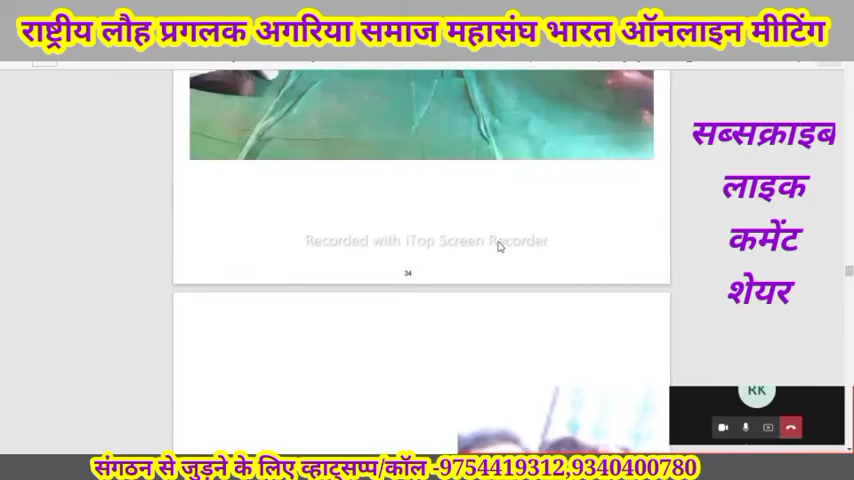 राष्ट्रीय लौह प्रगलक अगरिया समाज महासंघ भारत ऑनलाइन मीटिंग
सब्सक्राइब
लाइक
कमेंट
शेयर
Recorded with iTop Screen Recorder
34
RK
संगठन से जुड़ने के लिए व्हाट्सप्प/कॉल -9754419312,9340400780